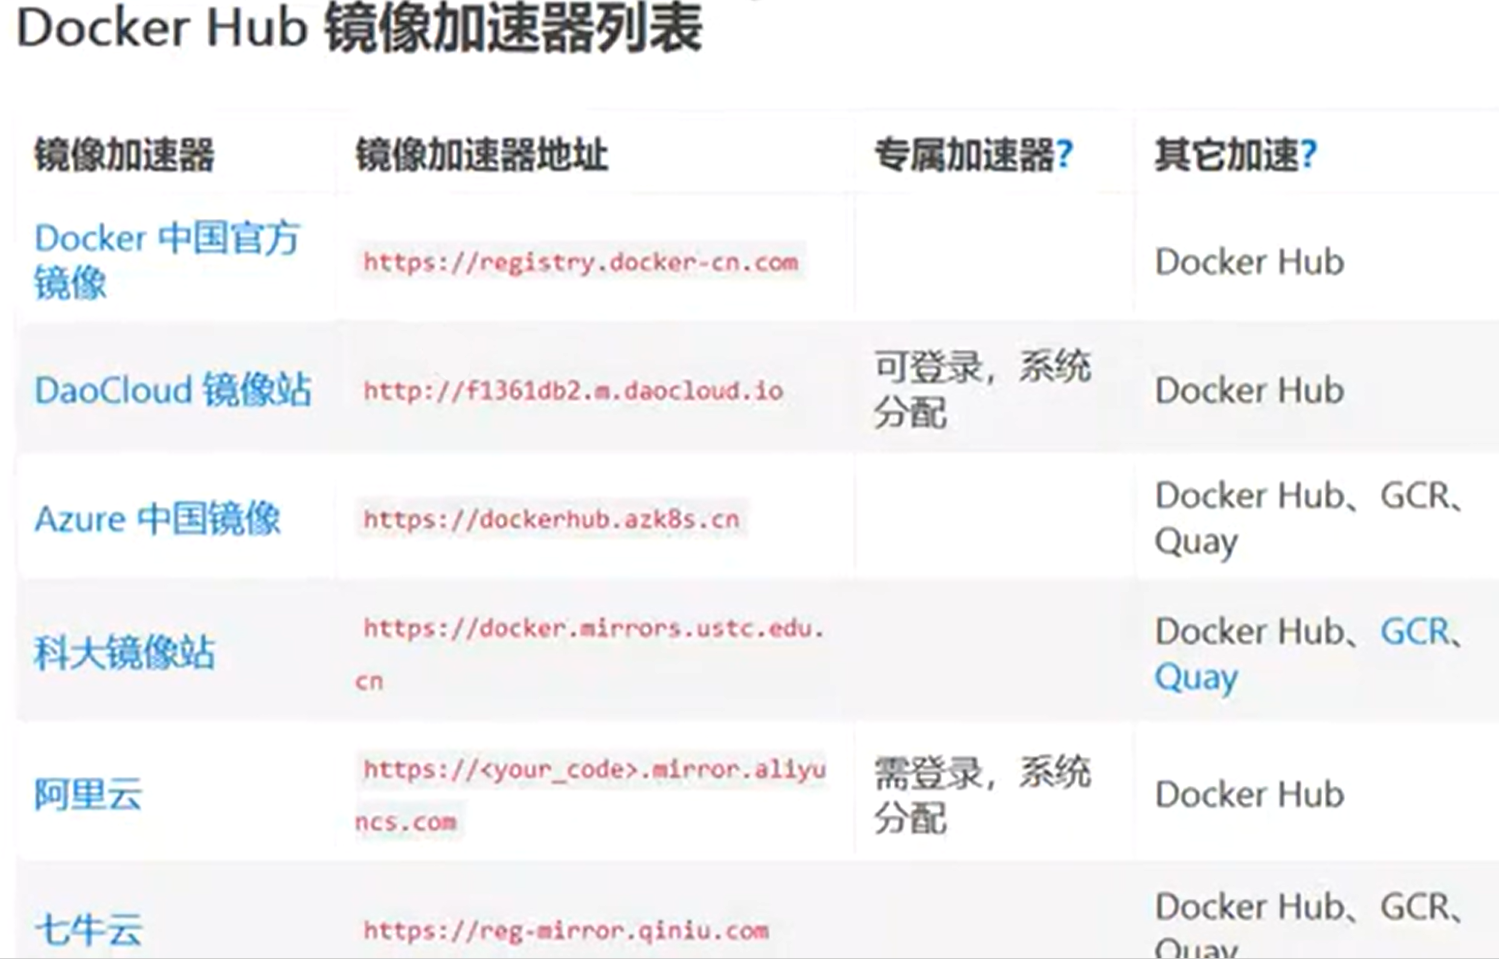 Docker Hub 镜像加速器列表
镜像加速器 镜像加速器地址 专属加速器? 其它加速?
Docker 中国官方
镜像
https://registry.docker-cn.com
Docker Hub
DaoCloud 镜像站
http://f1361db2.m.daocloud.io
可登录，系统
分配
Docker Hub
Azure 中国镜像
https://dockerhub.azk8s.cn
Docker Hub、GCR、
Quay
科大镜像站
https://docker.mirrors.ustc.edu.
cn
Docker Hub、GCR、
Quay
阿里云
https://<your_code>.mirror.aliyu
ncs.com
需登录，系统
分配
Docker Hub
七牛云
https://reg-mirror.qiniu.com
Docker Hub、GCR、
Quay